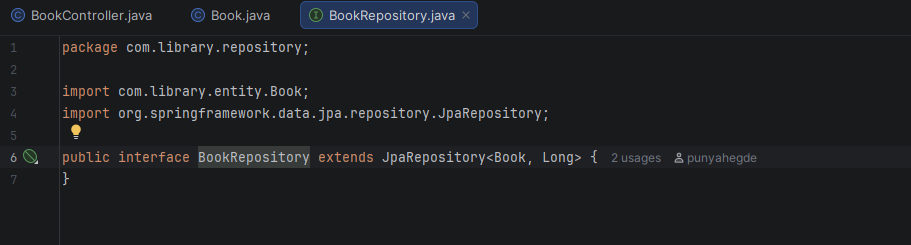 BookController.java Book.java BookRepository.java
1 package com.library.repository;
2
3 import com.library.entity.Book;
4 import org.springframework.data.jpa.repository.JpaRepository;
5
6 public interface BookRepository extends JpaRepository<Book, Long> { 2 usages punyahegde
7 }